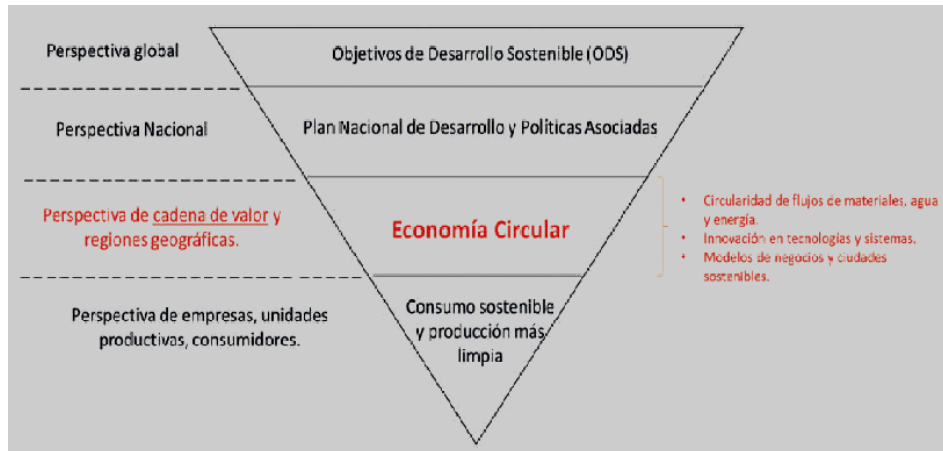 Perspectiva global
Objetivos de Desarrollo Sostenible (ODS)
Perspectiva Nacional
Plan Nacional de Desarrollo y Políticas Asociadas
Perspectiva de cadena de valor y
regiones geográficas.
Economía Circular
• Circularidad de flujos de materiales, agua
y energía.
• Innovación en tecnologías y sistemas.
• Modelos de negocios y ciudades
sostenibles.
Perspectiva de empresas, unidades
productivas, consumidores.
Consumo sostenible
y producción más
limpia